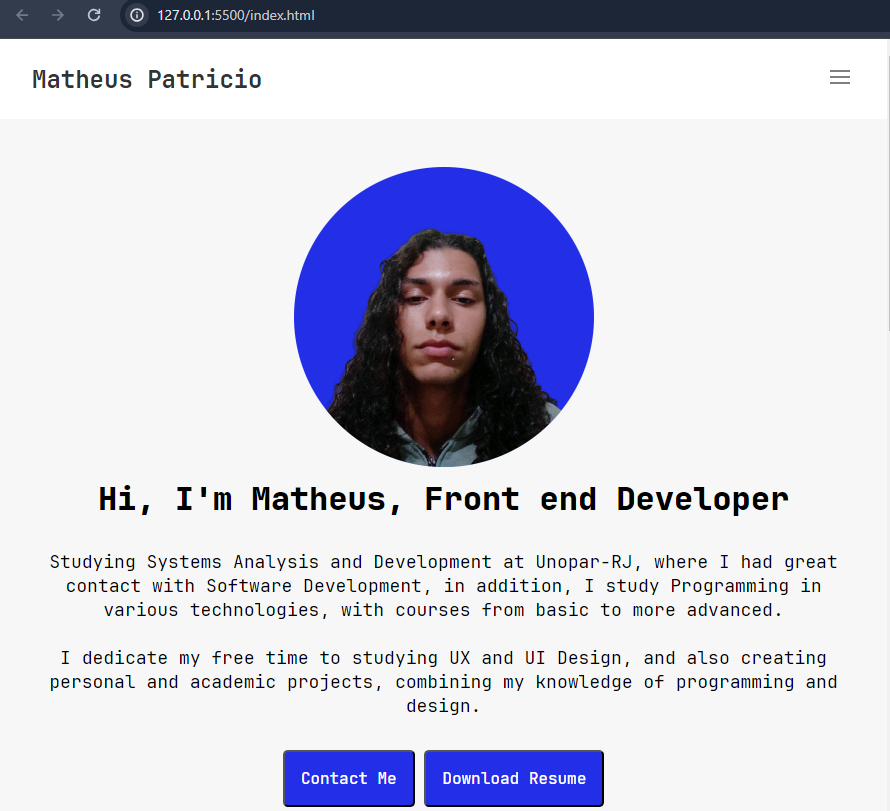 127.0.0.1:5500/index.html
Matheus Patricio
Hi, I'm Matheus, Front end Developer
Studying Systems Analysis and Development at Unopar-RJ, where I had great
contact with Software Development, in addition, I study Programming in
various technologies, with courses from basic to more advanced.
I dedicate my free time to studying UX and UI Design, and also creating
personal and academic projects, combining my knowledge of programming and
design.
Contact Me
Download Resume